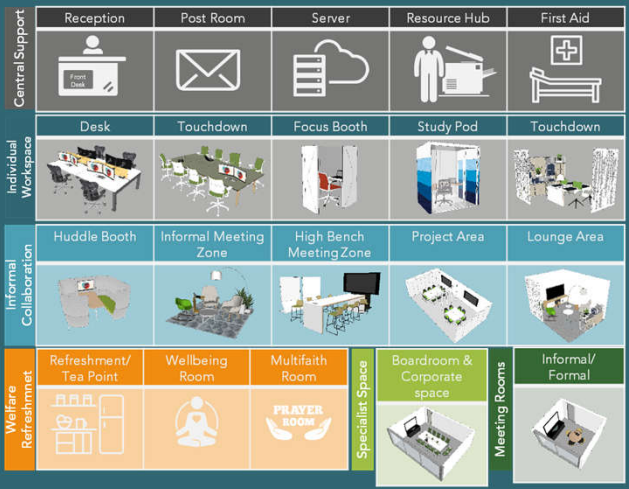 Central Support
Reception
Post Room
Server
Resource Hub
First Aid
Front
Desk
Individual
Workspace
Desk
Touchdown
Focus Booth
Study Pod
Touchdown
Informal
Collaboration
Huddle Booth
Informal Meeting
Zone
High Bench
Meeting Zone
Project Area
Lounge Area
Welfare
Refreshmnet
Refreshment/
Tea Point
Wellbeing
Room
Multifaith
Room
PRAYER
ROOM
Specialist Space
Boardroom &
Corporate
space
Meeting Rooms
Informal/
Formal